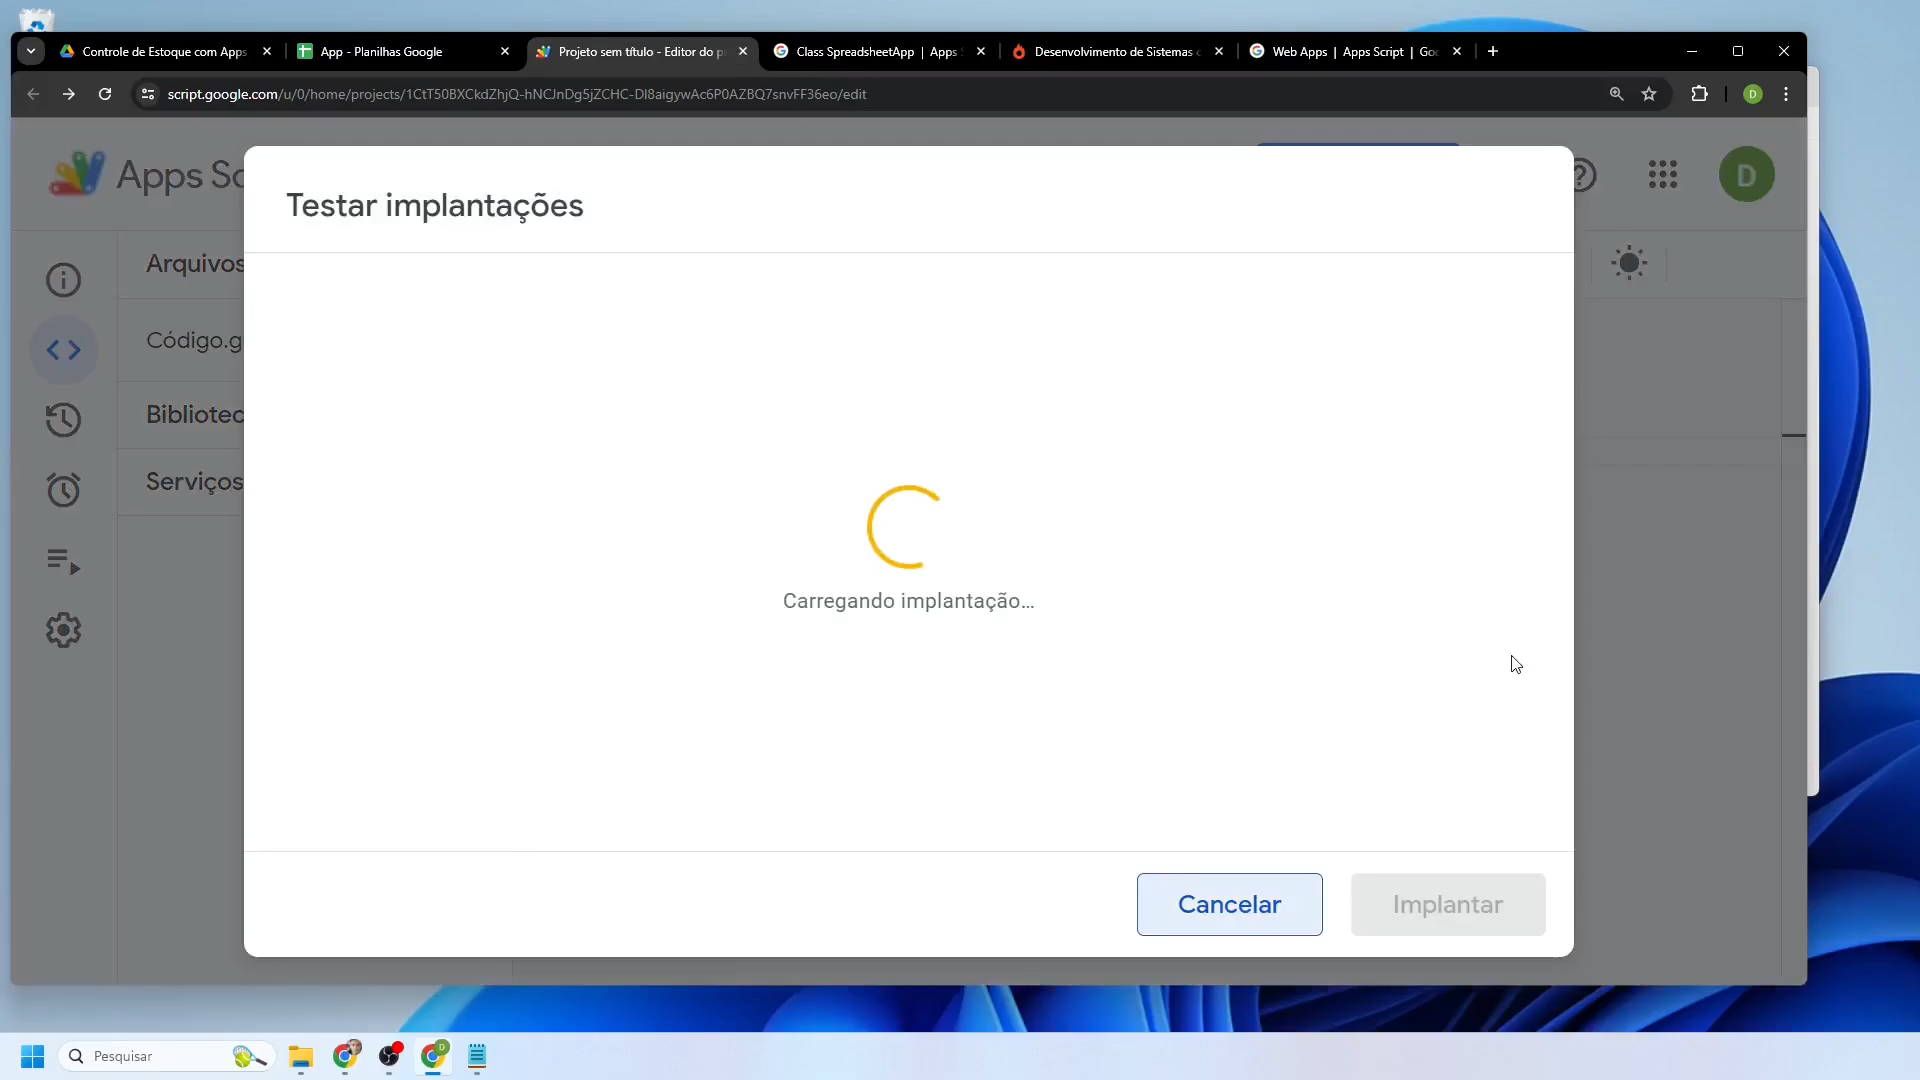 Controle de Estoque com Apps
App - Planilhas Google
Projeto sem título - Editor do p
Class SpreadsheetApp | Apps S
Desenvolvimento de Sistemas c
Web Apps | Apps Script | Goo
script.google.com/u/0/home/projects/1CtT50BXCkdZhjQ-hNCJnDg5jZCHC-Dl8aigywAc6P0AZBQ7snvFF36eo/edit
D
Apps Sc
D
Testar implantações
Arquivos
Código.g
Bibliotec
Serviços
Carregando implantação...
Cancelar
Implantar
Pesquisar
D